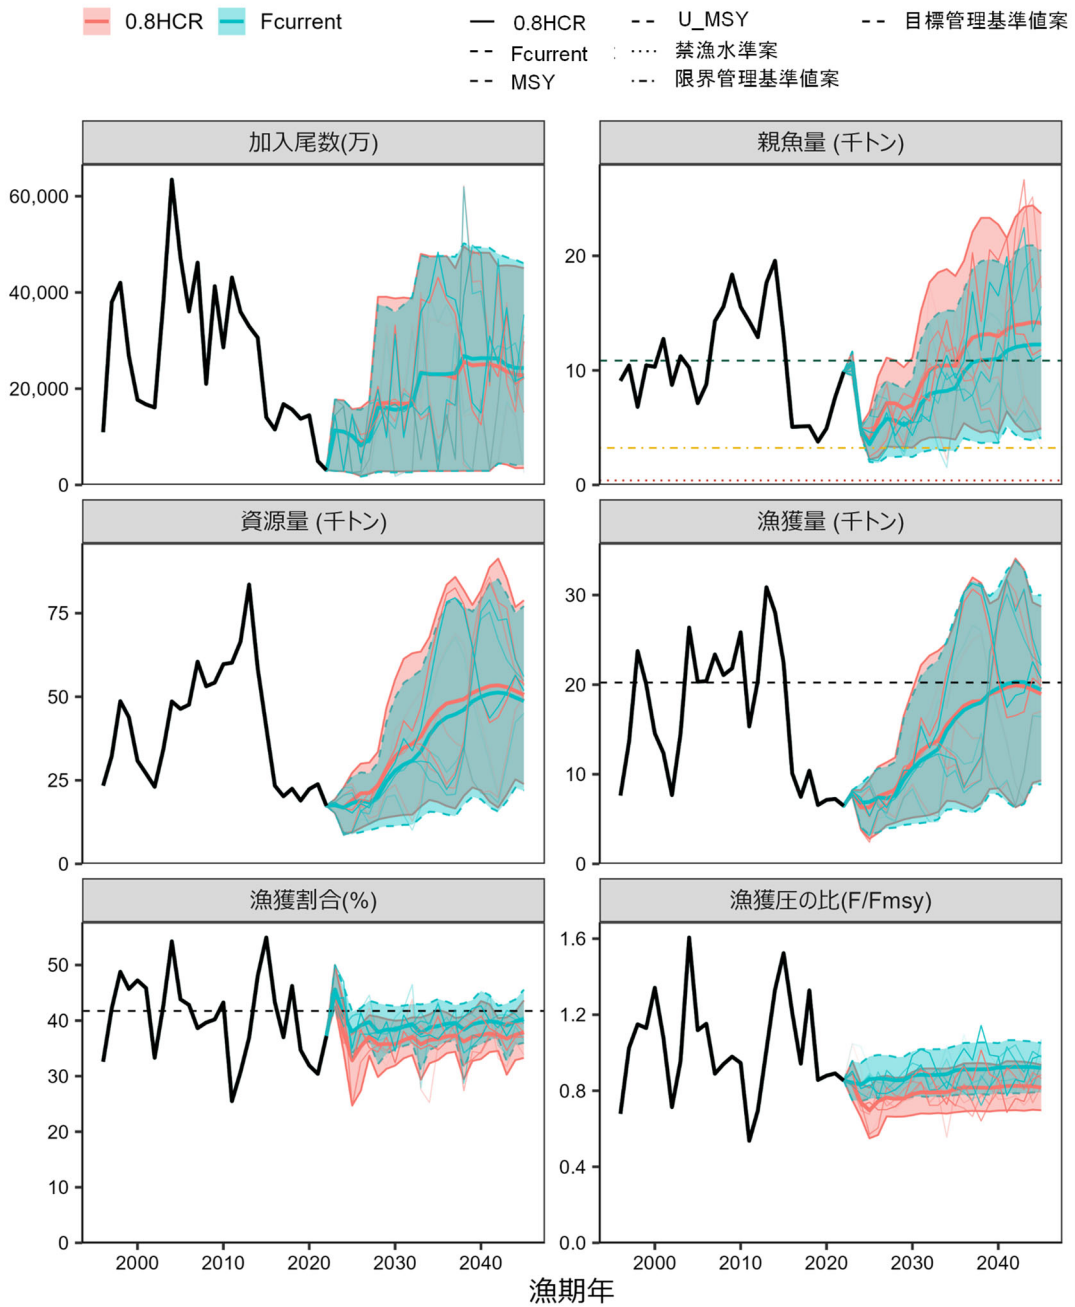 0.8HCR Fcurrent
0.8HCR U_MSY 目標管理基準値案
Fcurrent 禁漁水準案
MSY 限界管理基準値案
加入尾数(万)
60,000
40,000
20,000
0
親魚量 (千トン)
20
10
0
資源量 (千トン)
75
50
25
0
漁獲量 (千トン)
30
20
10
0
漁獲割合(%)
50
40
30
20
10
0
2000 2010 2020 2030 2040
漁獲圧の比(F/Fmsy)
1.6
1.2
0.8
0.4
0.0
2000 2010 2020 2030 2040
漁期年